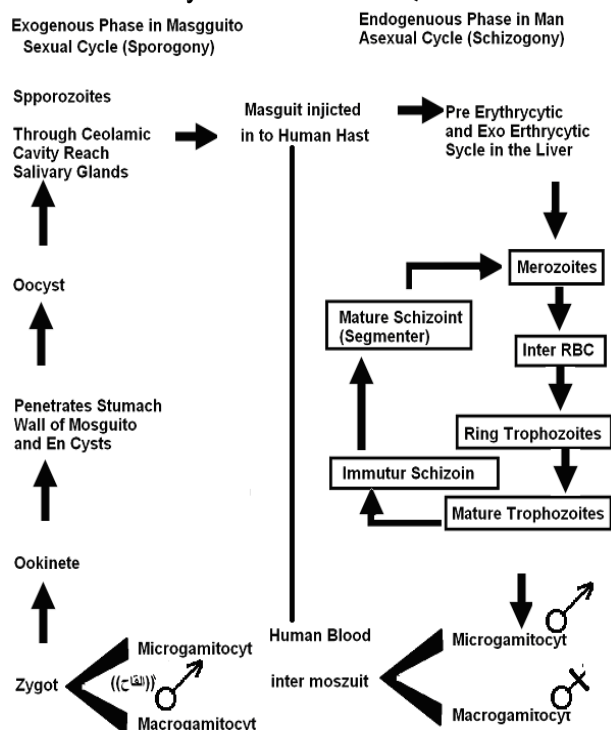 Exogenous Phase in Masgguito
Sexual Cycle (Sporogony)
Endogenuous Phase in Man
Asexual Cycle (Schizogony)
Spporozoites
Through Ceolamic
Cavity Reach
Salivary Glands
Masguit injicted
in to Human Hast
Pre Erythrycytic
and Exo Erthrycytic
Sycle in the Liver
Oocyst
Merozoites
Mature Schizoint
(Segmenter)
Inter RBC
Penetrates Stumach
Wall of Mosguito
and En Cysts
Ring Trophozoites
Immutur Schizoin
Mature Trophozoites
Ookinete
Human Blood
inter moszuit
Microgamitocyt
Macrogamitocyt
Microgamitocyt
Zygot
((القاح))
Macrogamitocyt